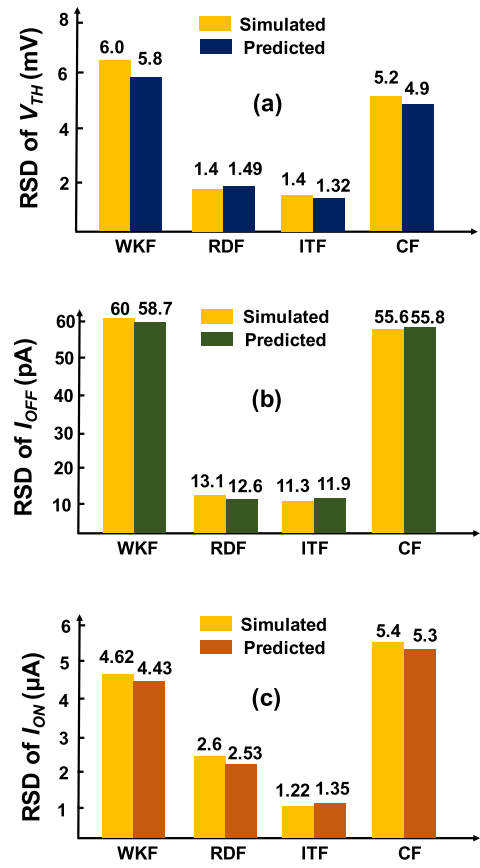 8
Simulated
Predicted
6.0
5.8
6
5.2
4.9
(a)
4
2
1.4
1.49
1.4
1.32
RSD of V_TH (mV)
WKF
RDF
ITF
CF
60
60
58.7
Simulated
Predicted
55.6
55.8
50
40
(b)
30
20
13.1
12.6
11.3
11.9
10
RSD of I_OFF (pA)
WKF
RDF
ITF
CF
6
Simulated
Predicted
5.4
5.3
5
4.62
4.43
4
(c)
3
2.6
2.53
2
1.22
1.35
1
RSD of I_ON (µA)
WKF
RDF
ITF
CF